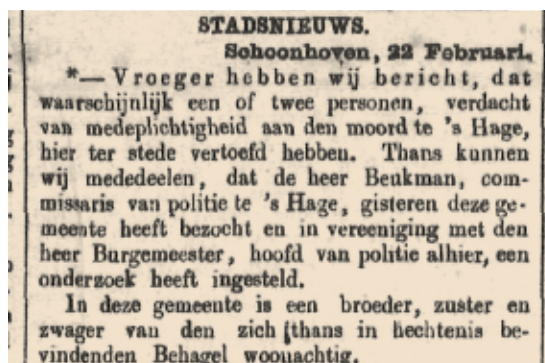 STADSNIEUWS.
Schoonhoven, 22 Februari.
*— Vroeger hebben wij bericht, dat
waarschijnlijk een of twee personen, verdacht
van medeplichtigheid aan den moord te 's Hage,
hier ter stede vertoefd hebben. Thans kunnen
wij mededeelen, dat de heer Beukman, com-
missaris van politie te 's Hage, gisteren deze ge-
meente heeft bezocht en in vereeniging met den
heer Burgemeester, hoofd van politie alhier, een
onderzoek heeft ingesteld.
In deze gemeente is een broeder, zuster en
zwager van den zich thans in hechtenis be-
vindenden Behagel woonachtig.